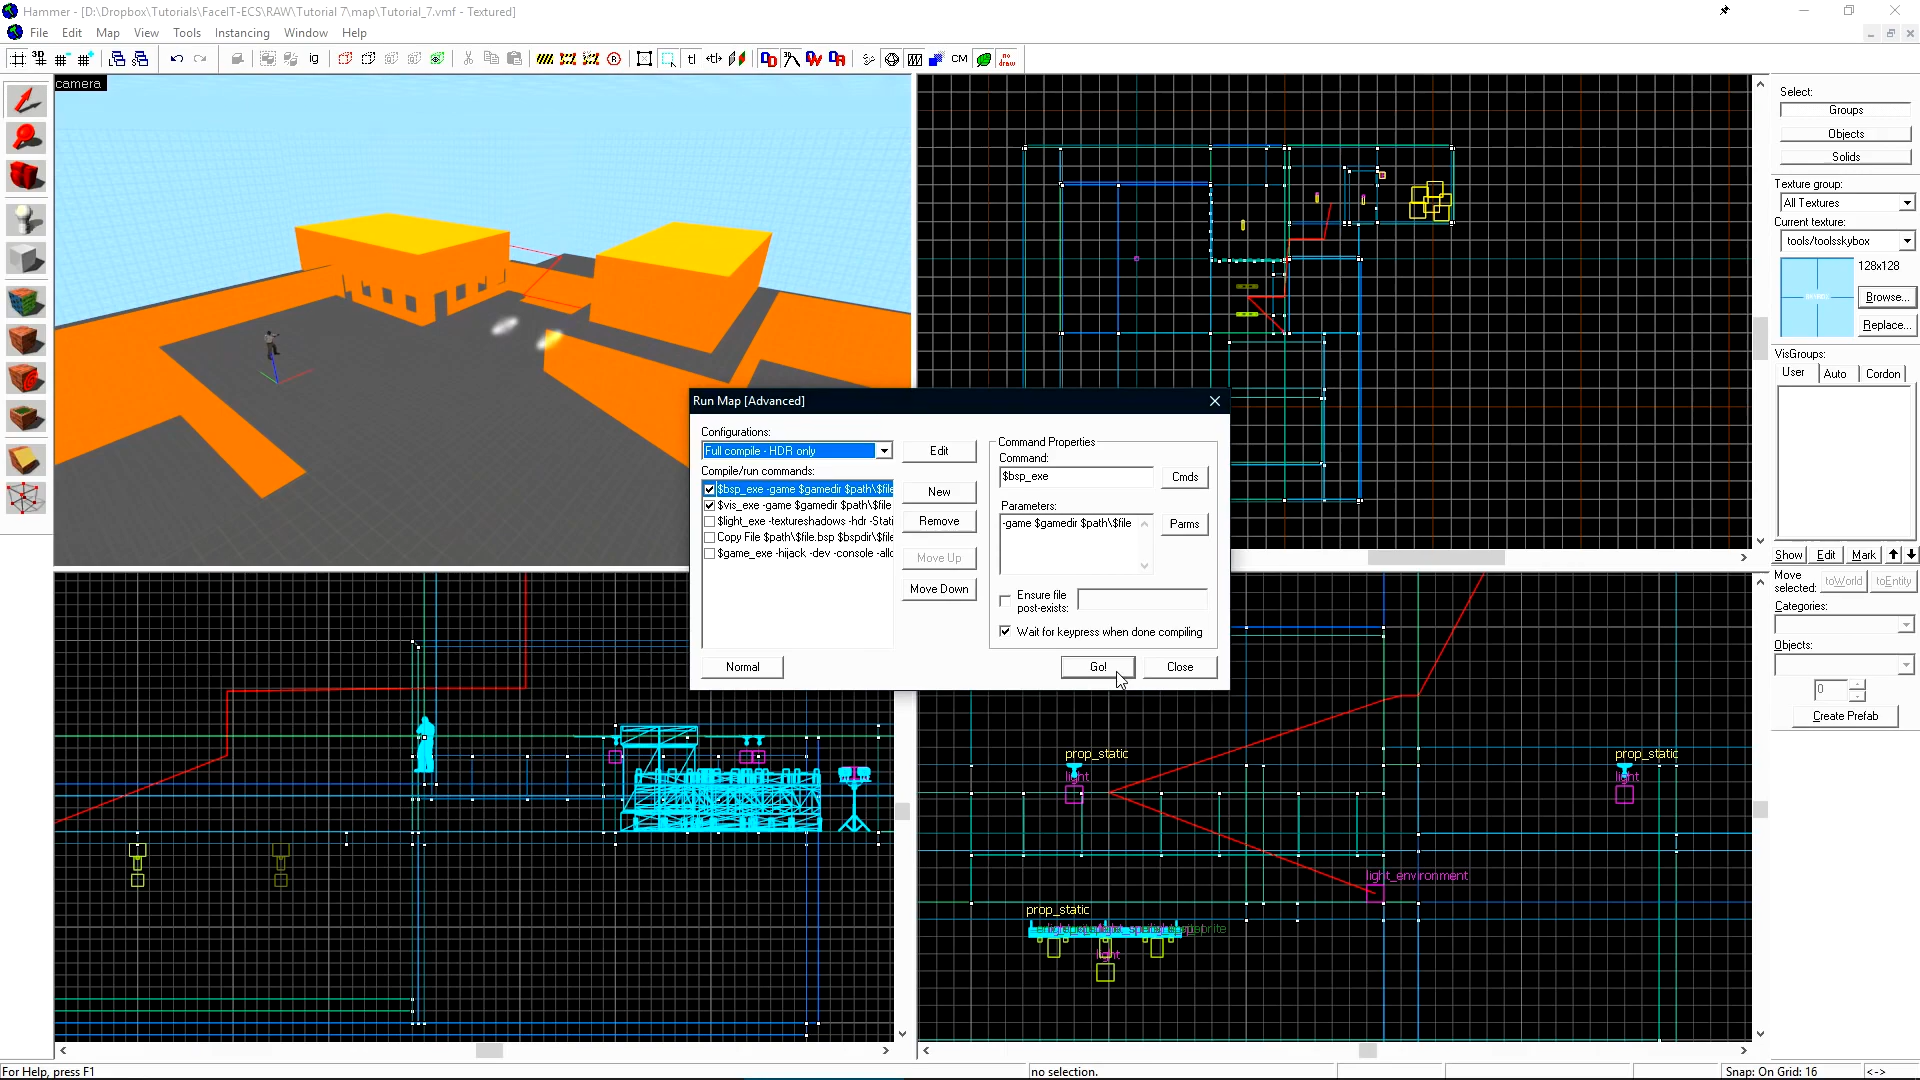 Hammer - [D:\Dropbox\Tutorials\FaceIT-ECS\RAW\Tutorial 7\map\Tutorial_7.vmf - Textured]
File Edit Map View Tools Instancing Window Help
3D
ig
tl
CM
no draw
camera
Select:
Groups
Objects
Solids
Texture group:
All Textures
Current texture:
tools/toolsskybox
128x128
Browse...
Replace...
VisGroups:
User Auto Cordon
Show Edit Mark
Move selected: toWorld toEntity
Categories:
Objects:
0
Create Prefab
Run Map [Advanced]
Configurations:
Full compile - HDR only
Edit
Compile/run commands:
$bsp_exe -game $gamedir $path\$file
$vis_exe -game $gamedir $path\$file
$light_exe -textureshadows -hdr -Stati
Copy File $path\$file.bsp $bspdir\$file
$game_exe -hijack -dev -console -allo
New
Remove
Move Up
Move Down
Normal
Command Properties
Command:
$bsp_exe
Cmds
Parameters:
-game $gamedir $path\$file
Parms
Ensure file
post-exists:
Wait for keypress when done compiling
Go!
Close
prop_static
light
prop_static
light
light_environment
prop_static
light
For Help, press F1
no selection.
Snap: On Grid: 16
<->